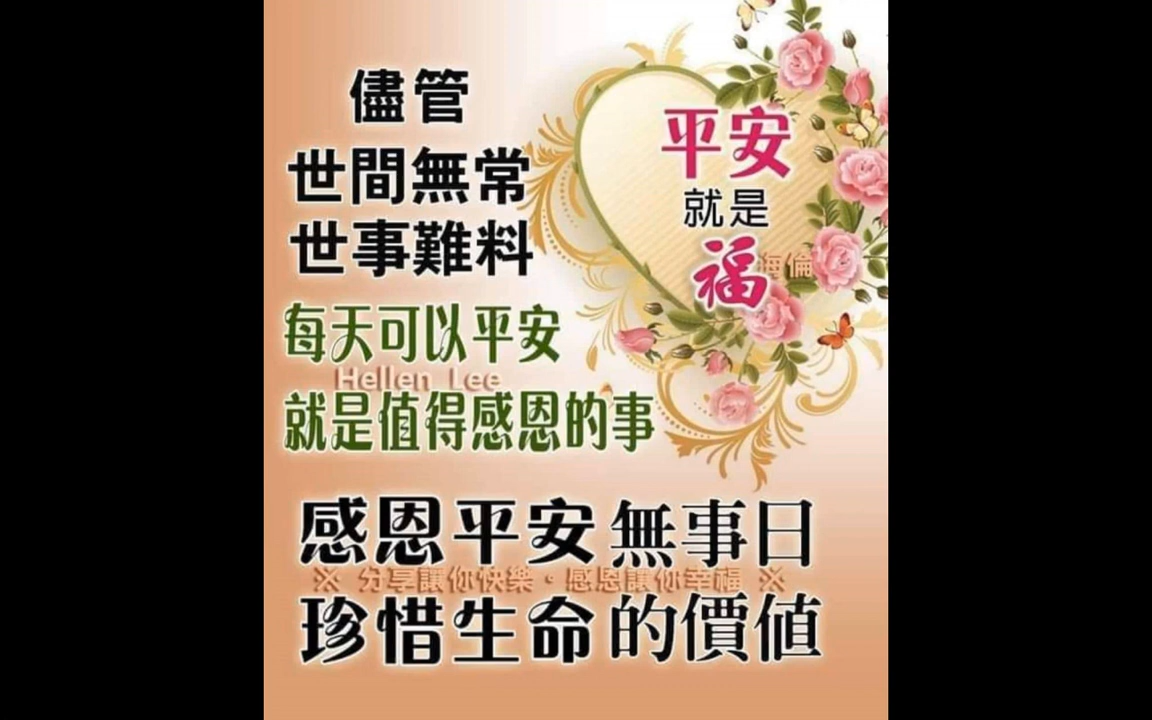 儘管
世間無常
世事難料
平安
就是
福
海倫
每天可以平安
Hellen Lee
就是值得感恩的事
感恩平安無事日
※ 分享讓你快樂。感恩讓你幸福 ※
珍惜生命的價值